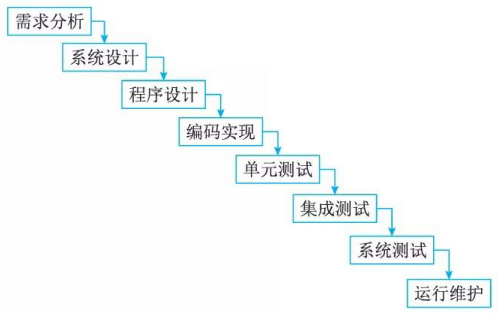 需求分析
系统设计
程序设计
编码实现
单元测试
集成测试
系统测试
运行维护